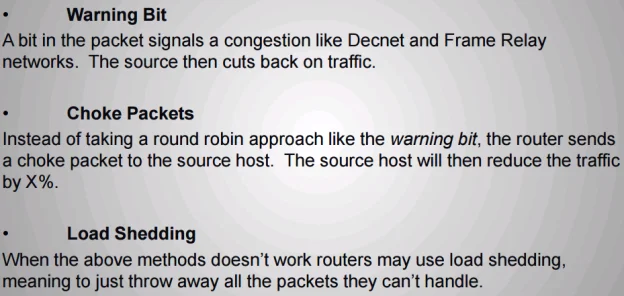 • Warning Bit
A bit in the packet signals a congestion like Decnet and Frame Relay
networks. The source then cuts back on traffic.
• Choke Packets
Instead of taking a round robin approach like the warning bit, the router sends
a choke packet to the source host. The source host will then reduce the traffic
by X%.
• Load Shedding
When the above methods doesn't work routers may use load shedding,
meaning to just throw away all the packets they can't handle.